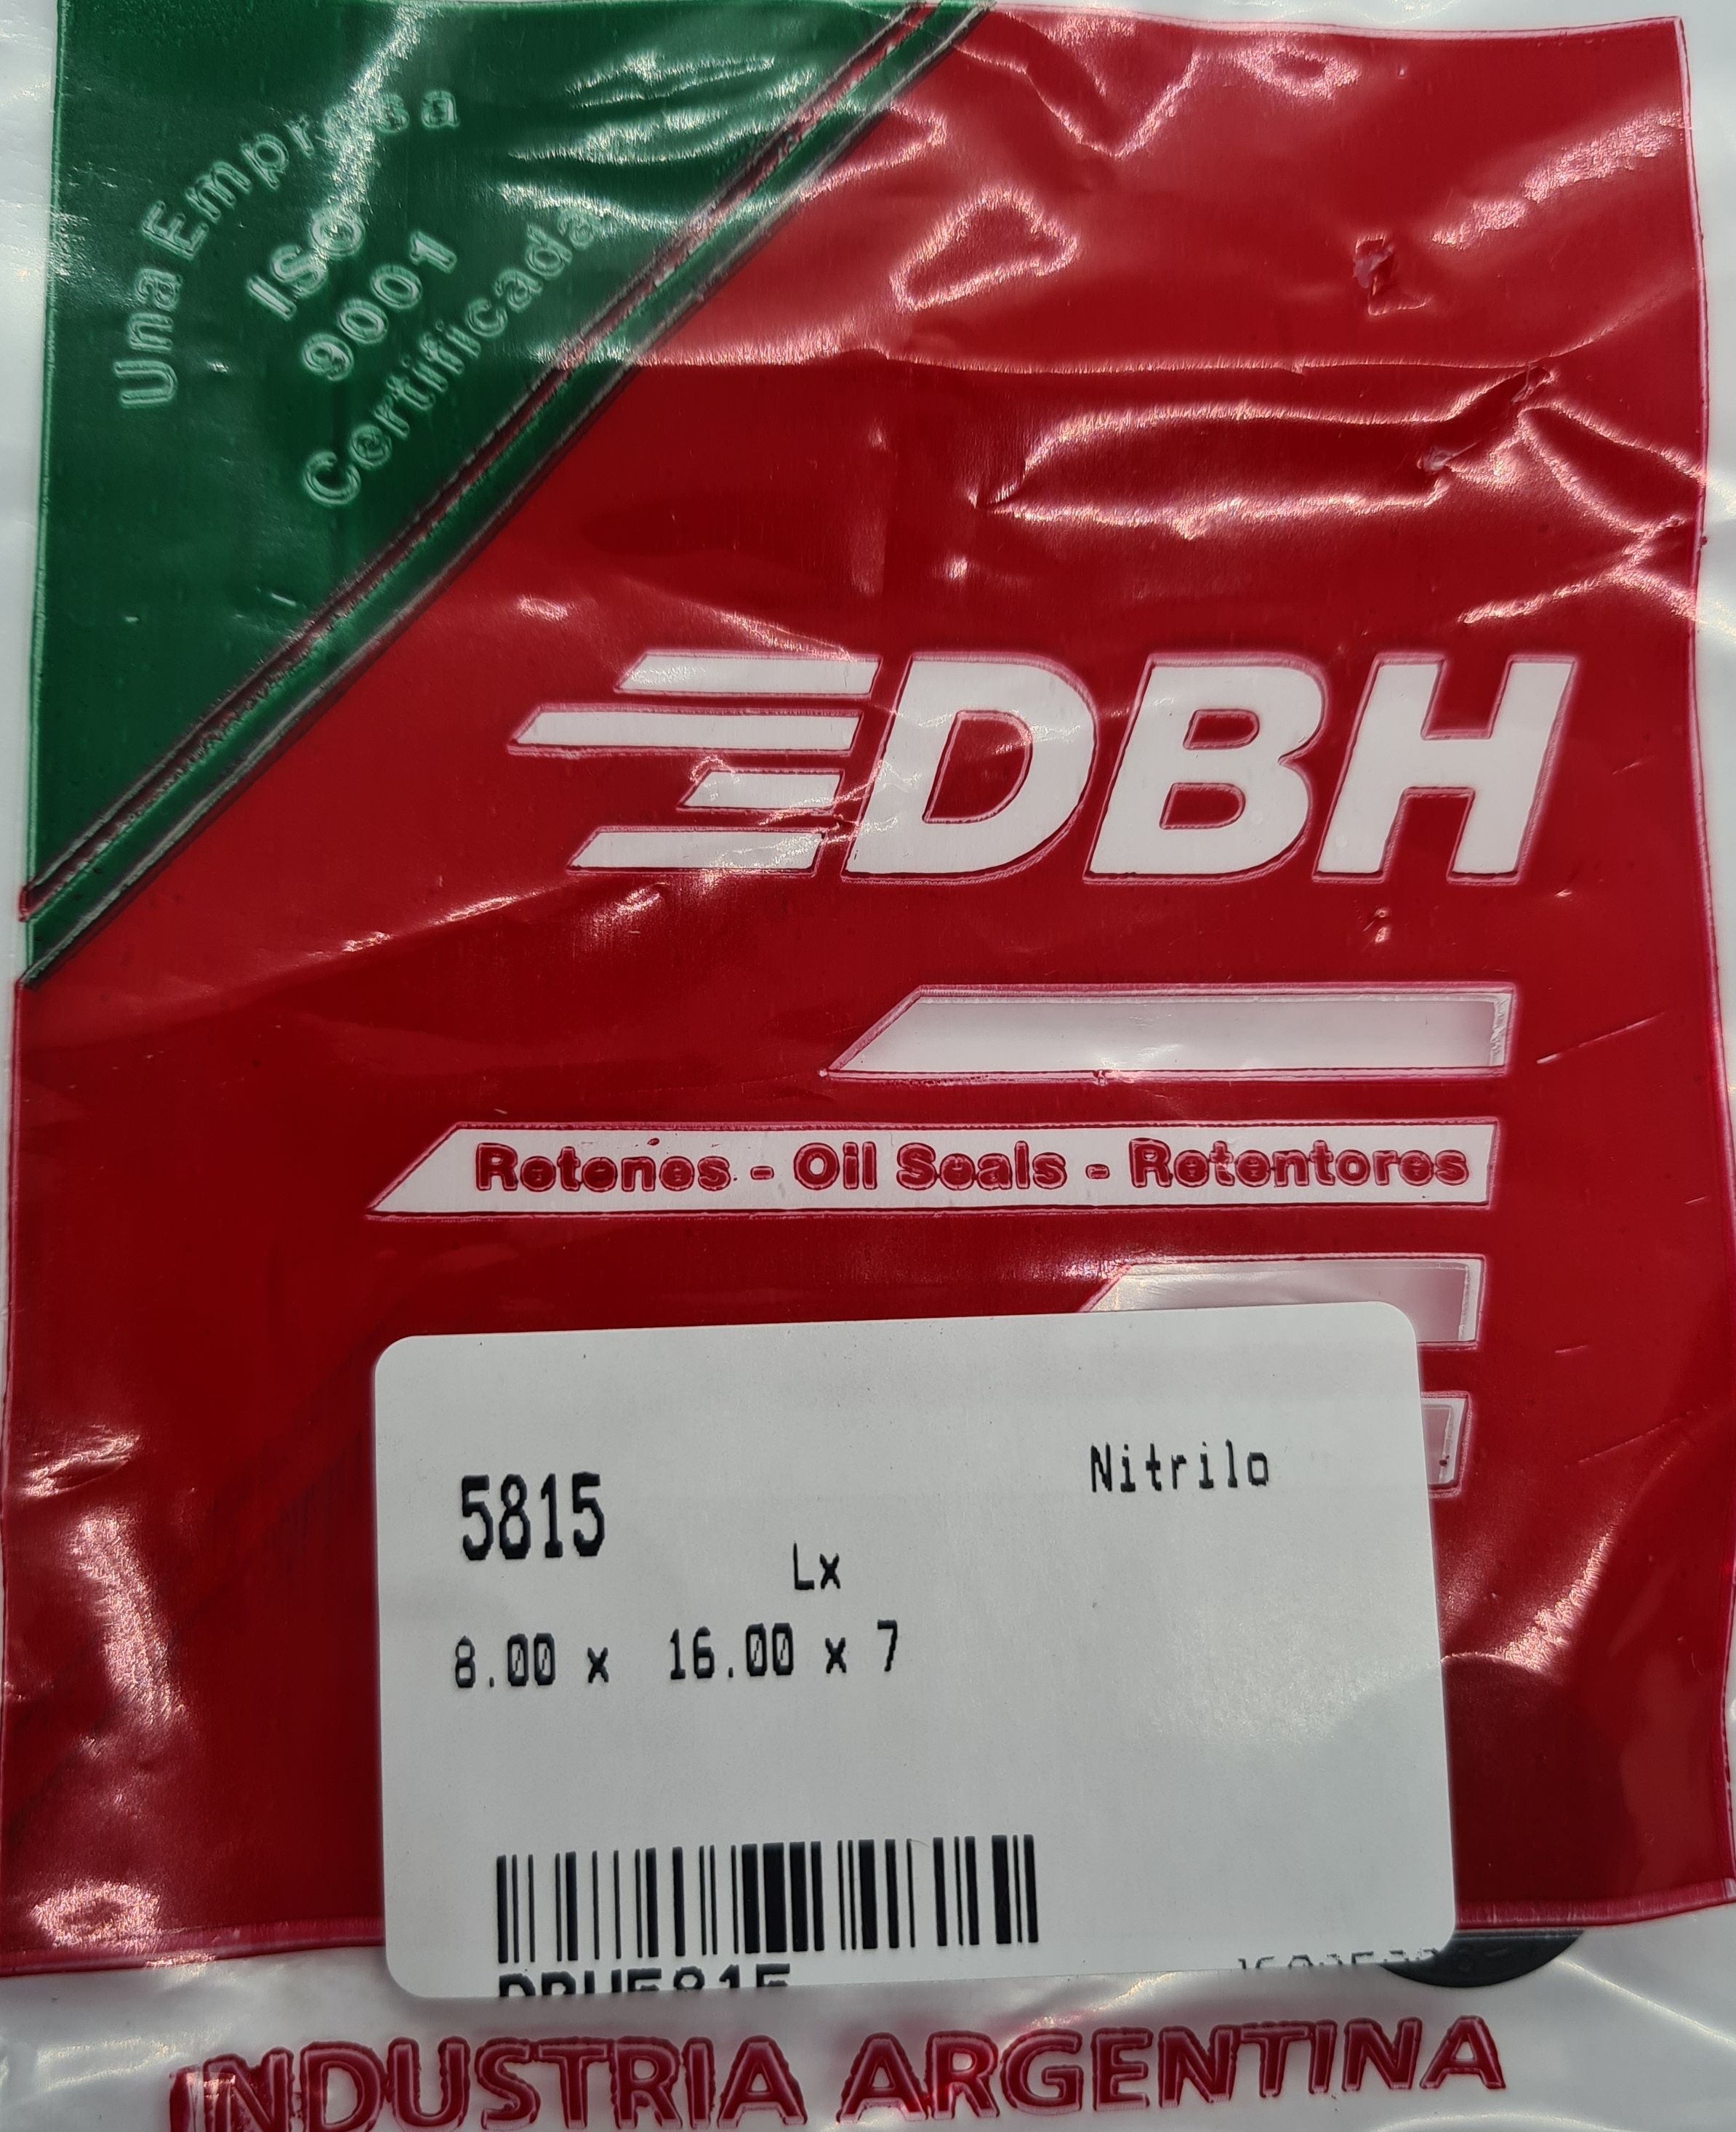 Una Empresa
ISO
9001
Certificada
DBH
Retenes - Oil Seals - Retentores
5815
Nitrilo
Lx
8.00 x 16.00 x 7
DBH5815
INDUSTRIA ARGENTINA